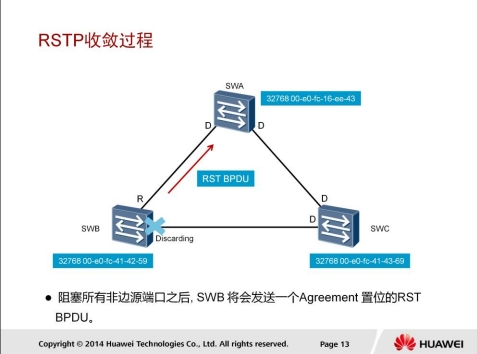 RSTP收敛过程
SWA
32768 00-e0-fc-16-ee-43
D
D
RST BPDU
R
D
SWB
Discarding
D
SWC
32768 00-e0-fc-41-42-59
32768 00-e0-fc-41-43-69
● 阻塞所有非边源端口之后, SWB 将会发送一个Agreement 置位的RST
BPDU。
Copyright © 2014 Huawei Technologies Co., Ltd. All rights reserved.
Page 13
HUAWEI